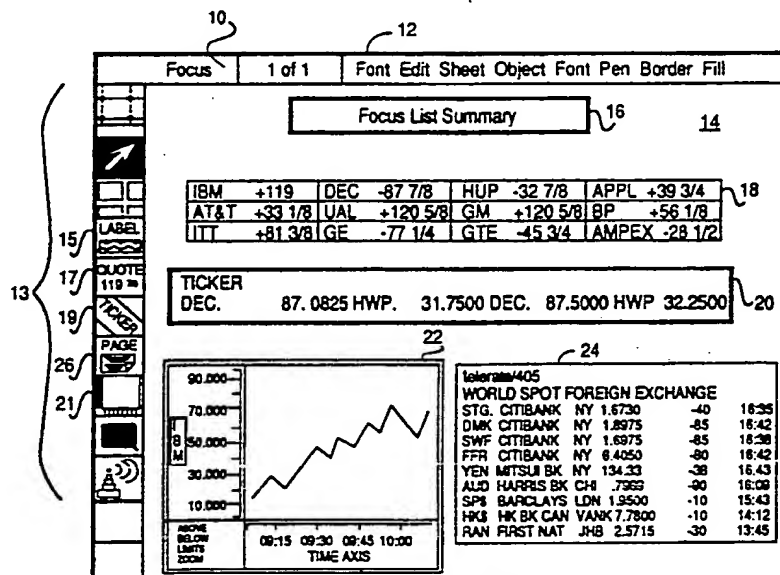 10 12
Focus 1 of 1 Font Edit Sheet Object Font Pen Border Fill
Focus List Summary 16 14
IBM +119 DEC -87 7/8 HUP -32 7/8 APPL +39 3/4 18
AT&T +33 1/8 UAL +120 5/8 GM +120 5/8 BP +56 1/8
ITT +81 3/8 GE -77 1/4 GTE -45 3/4 AMPEX -28 1/2
13
15 LABEL
17 QUOTE
119
19 TICKER
26 PAGE
21
TICKER
DEC. 87.0825 HWP. 31.7500 DEC. 87.5000 HWP 32.2500 20
22
90.000
70.000
50.000
30.000
10.000
IBM
ABOVE
BELOW
LIMITS
ZOOM
09:15 09:30 09:45 10:00
TIME AXIS
24
telerate/405
WORLD SPOT FOREIGN EXCHANGE
STG. CITIBANK NY 1.6730 -40 16:35
DMK CITIBANK NY 1.8975 -85 16:42
SWF CITIBANK NY 1.6975 -85 16:38
FFR CITIBANK NY 6.4050 -80 16:42
YEN MITSUI BK NY 134.33 -38 16.43
AUD HARRIS BK CHI -90 16:09
SP$ BARCLAYS LDN 1.9500 -10 15:43
HK$ HK BK CAN VANK 7.7800 -10 14:12
RAN FIRST NAT JHB 2.5715 -30 13:45